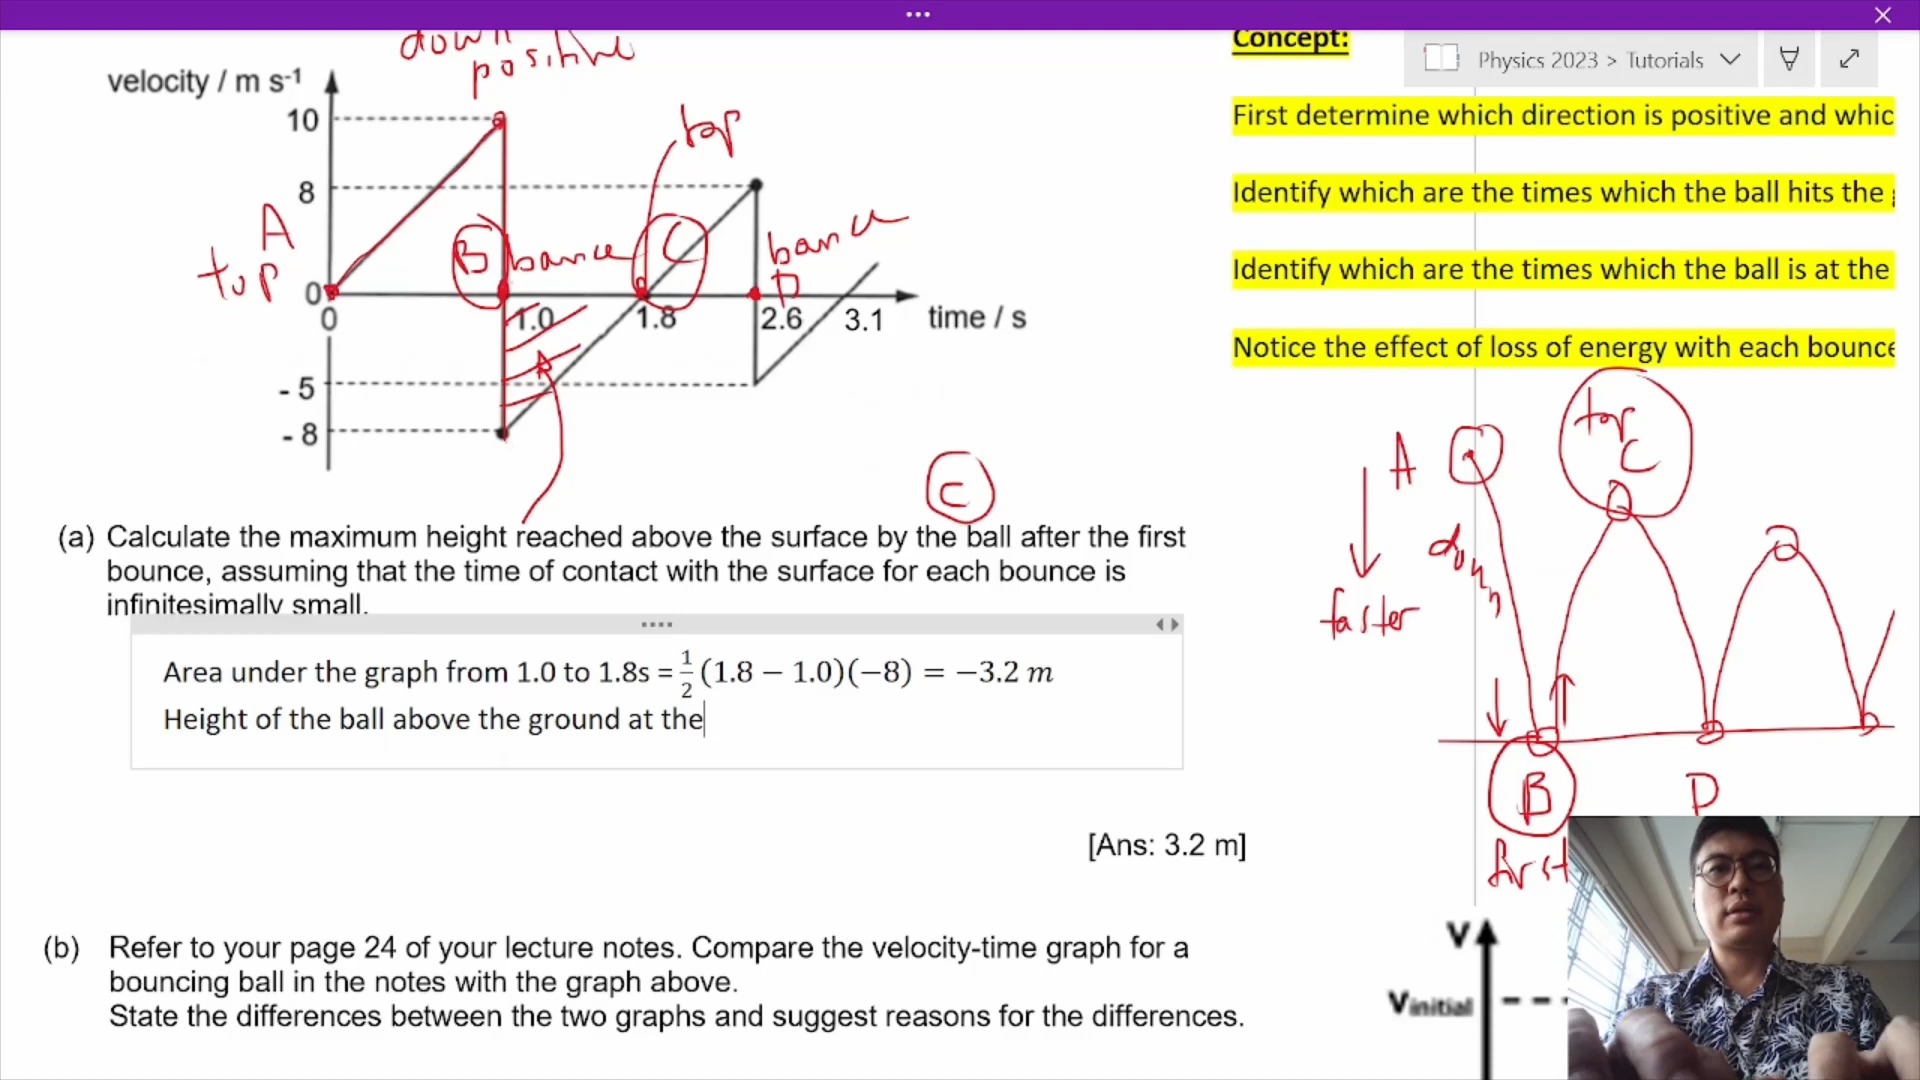 down
positive
velocity / m s⁻¹
10
8
0
- 5
- 8
0
1.0
1.8
2.6
3.1
time / s
A
top
B
bounce
top
C
bounce
D
C
(a) Calculate the maximum height reached above the surface by the ball after the first
bounce, assuming that the time of contact with the surface for each bounce is
infinitesimally small.
Area under the graph from 1.0 to 1.8s = 1/2 (1.8 − 1.0)(−8) = −3.2 m
Height of the ball above the ground at the
[Ans: 3.2 m]
(b) Refer to your page 24 of your lecture notes. Compare the velocity-time graph for a
bouncing ball in the notes with the graph above.
State the differences between the two graphs and suggest reasons for the differences.
Concept:
Physics 2023 > Tutorials
First determine which direction is positive and whic
Identify which are the times which the ball hits the
Identify which are the times which the ball is at the
Notice the effect of loss of energy with each bounce
A
down
faster
top
C
B
first
D
V
Vinitial